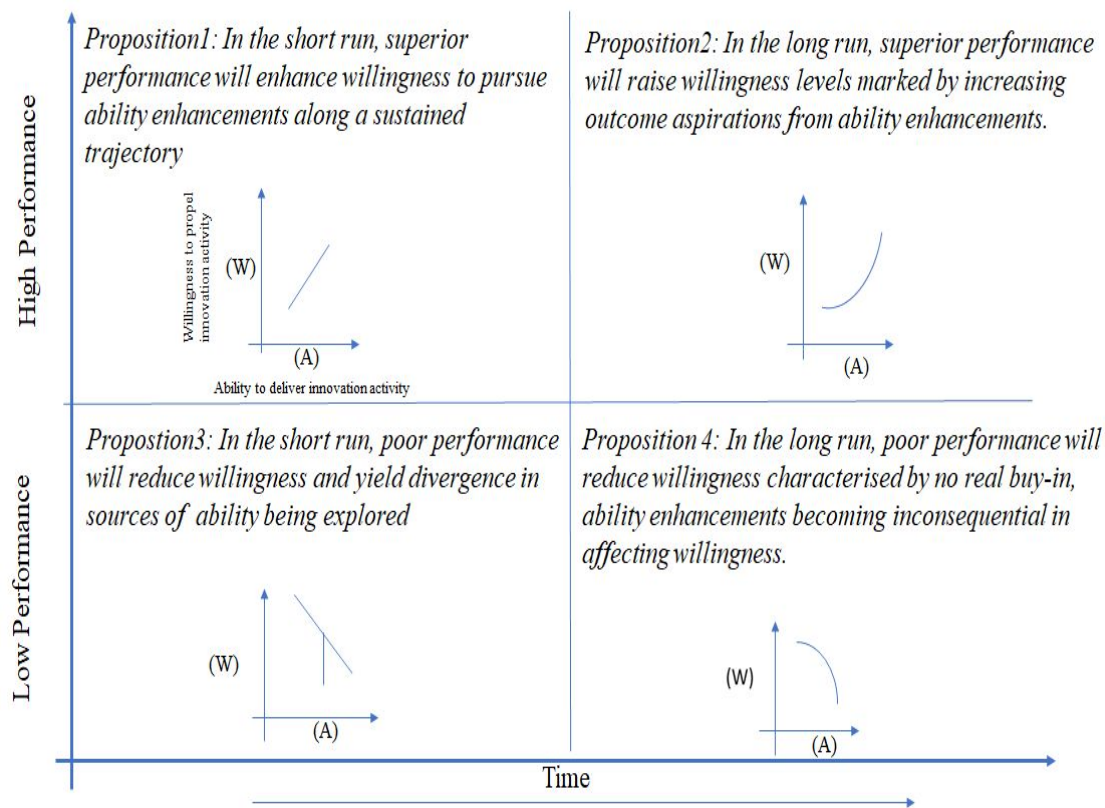 High Performance
Proposition1: In the short run, superior
performance will enhance willingness to pursue
ability enhancements along a sustained
trajectory
Willingness to propel
innovation activity
(W)
(A)
Ability to deliver innovation activity
Proposition2: In the long run, superior performance
will raise willingness levels marked by increasing
outcome aspirations from ability enhancements.
(W)
(A)
Low Performance
Propostion3: In the short run, poor performance
will reduce willingness and yield divergence in
sources of ability being explored
(W)
(A)
Proposition 4: In the long run, poor performance will
reduce willingness characterised by no real buy-in,
ability enhancements becoming inconsequential in
affecting willingness.
(W)
(A)
Time